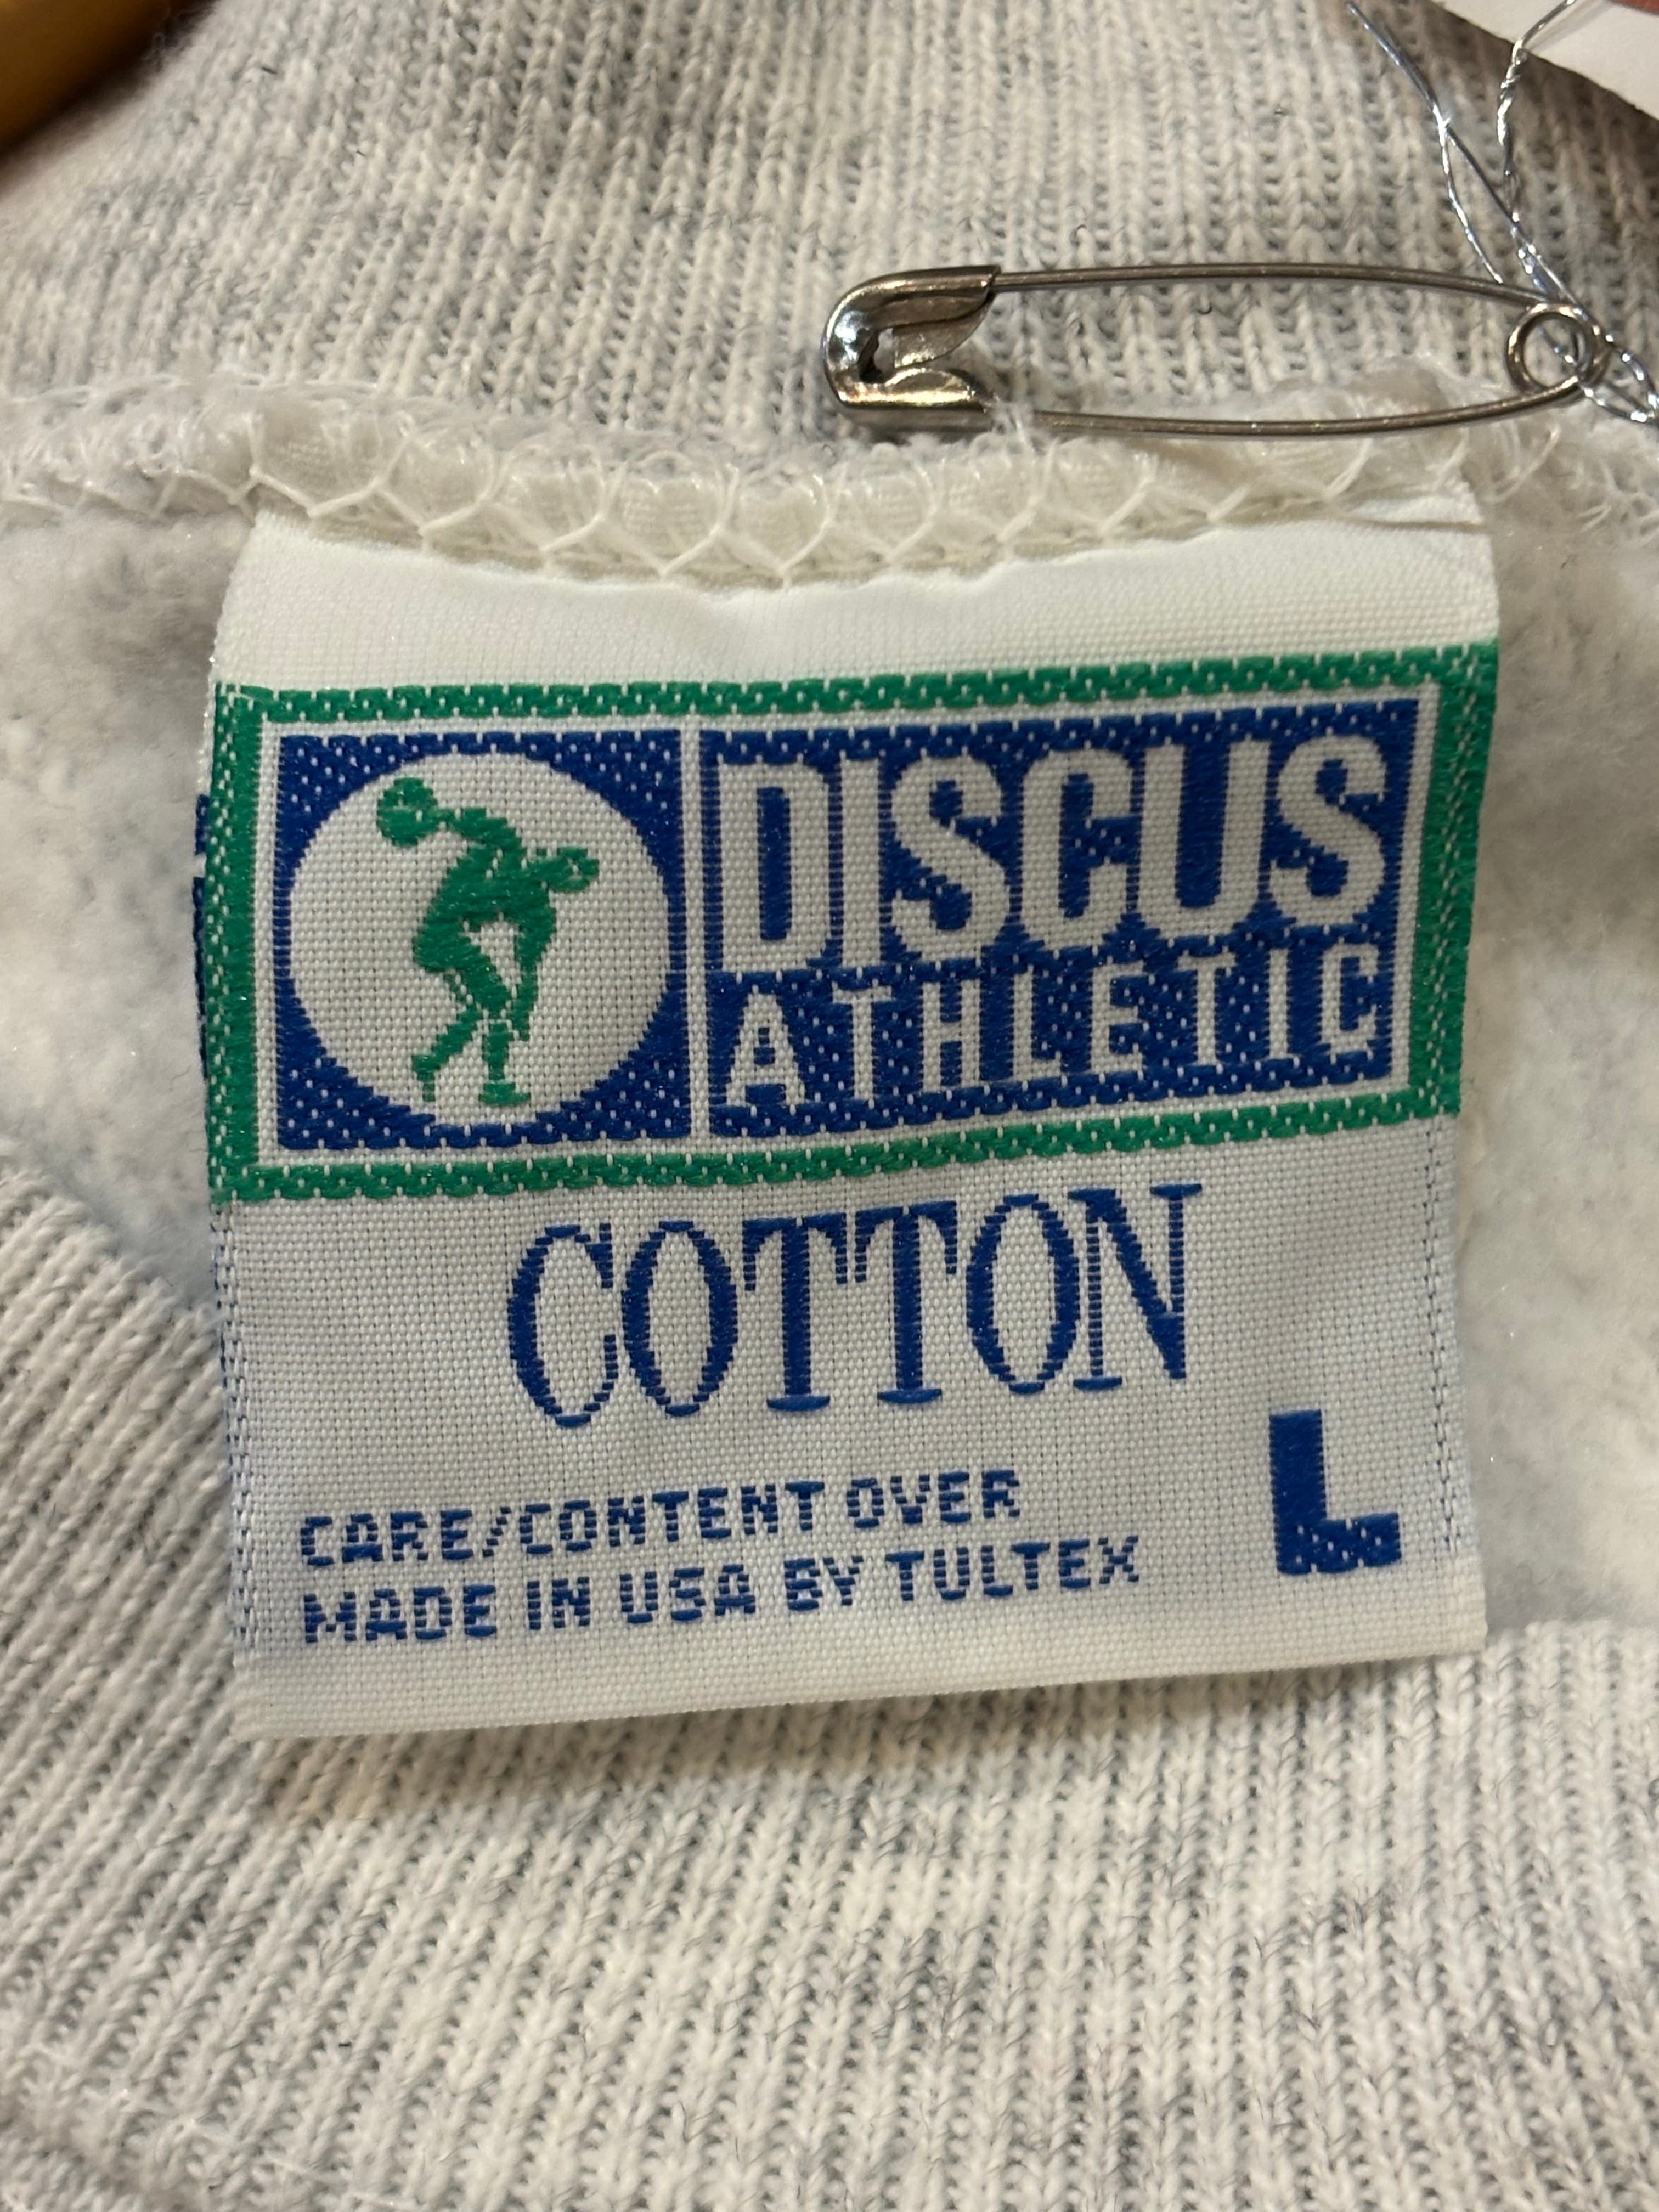 DISCUS
ATHLETIC
COTTON
L
CARE/CONTENT OVER
MADE IN USA BY TULTEX